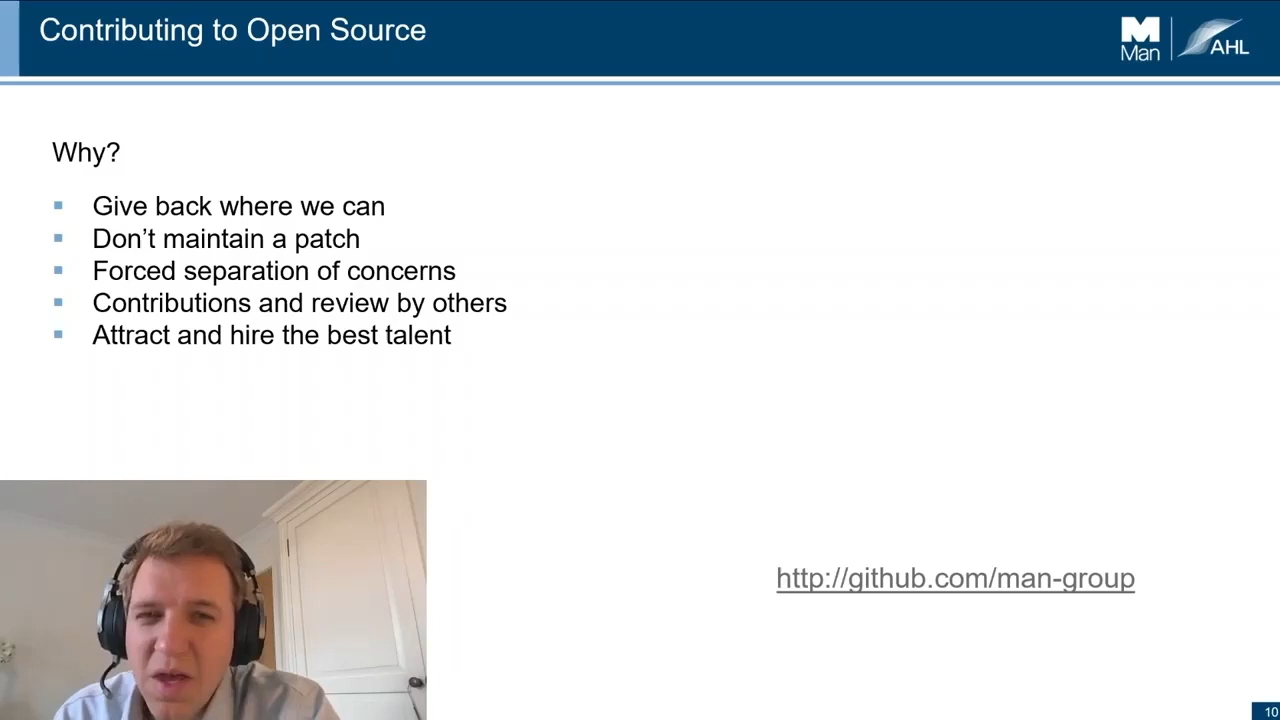 Contributing to Open Source
M
Man
AHL
Why?
Give back where we can
Don’t maintain a patch
Forced separation of concerns
Contributions and review by others
Attract and hire the best talent
http://github.com/man-group
10